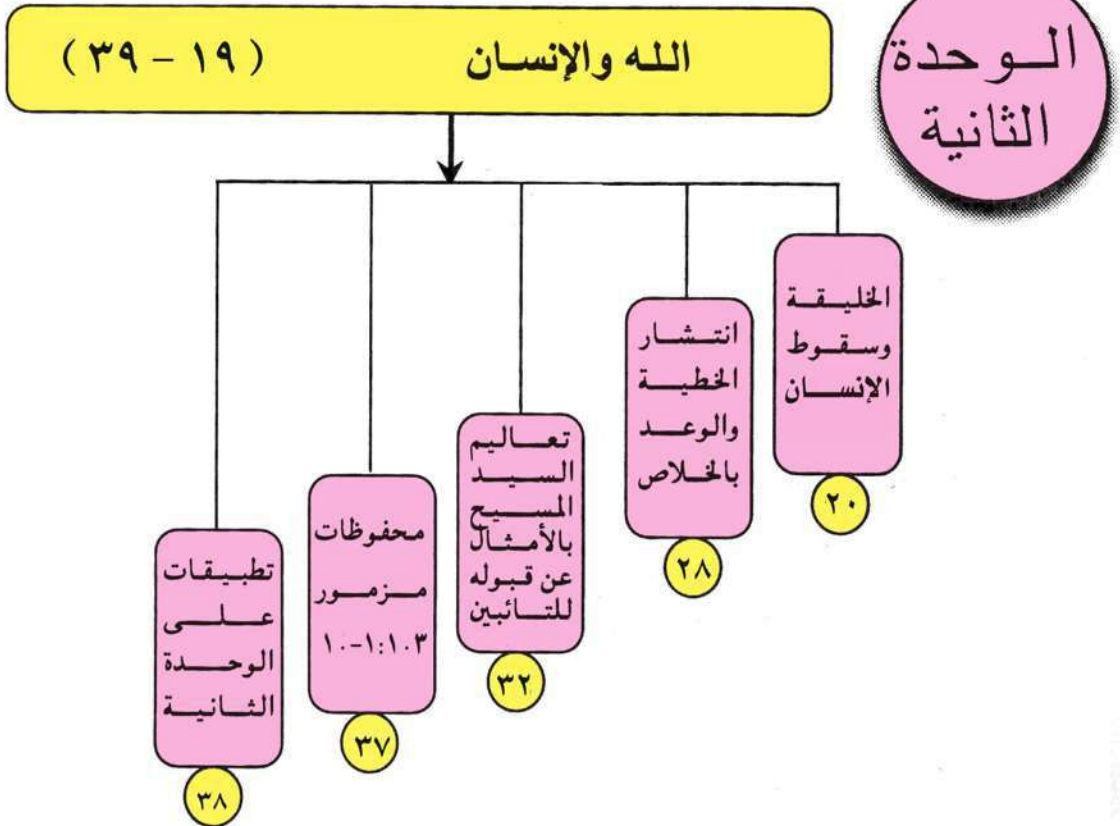 الوحدة
الثانية
الله والإنسان (١٩ - ٣٩)
الخليقة
وسقوط
الإنسان
٢٠
انتشار
الخطية
والوعد
بالخلاص
٢٨
تعاليم
السيد
المسيح
بالأمثال
عن قبوله
للتائبين
٣٢
محفوظات
مزمور
١٠٣:١-١٠
٣٧
تطبيقات
على
الوحدة
الثانية
٣٨